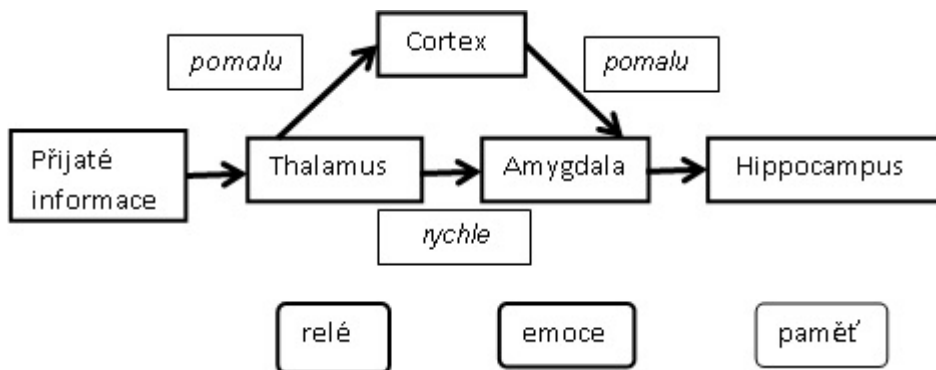 Cortex
pomalu
pomalu
Přijaté
informace
Thalamus
Amygdala
Hippocampus
rychle
relé
emoce
paměť